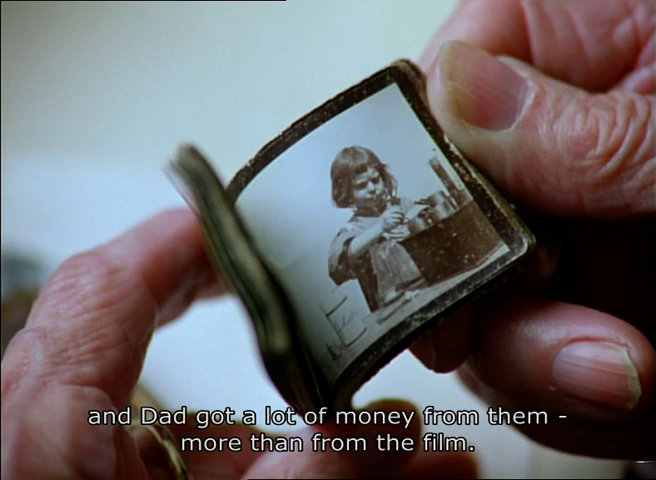 and Dad got a lot of money from them -
more than from the film.